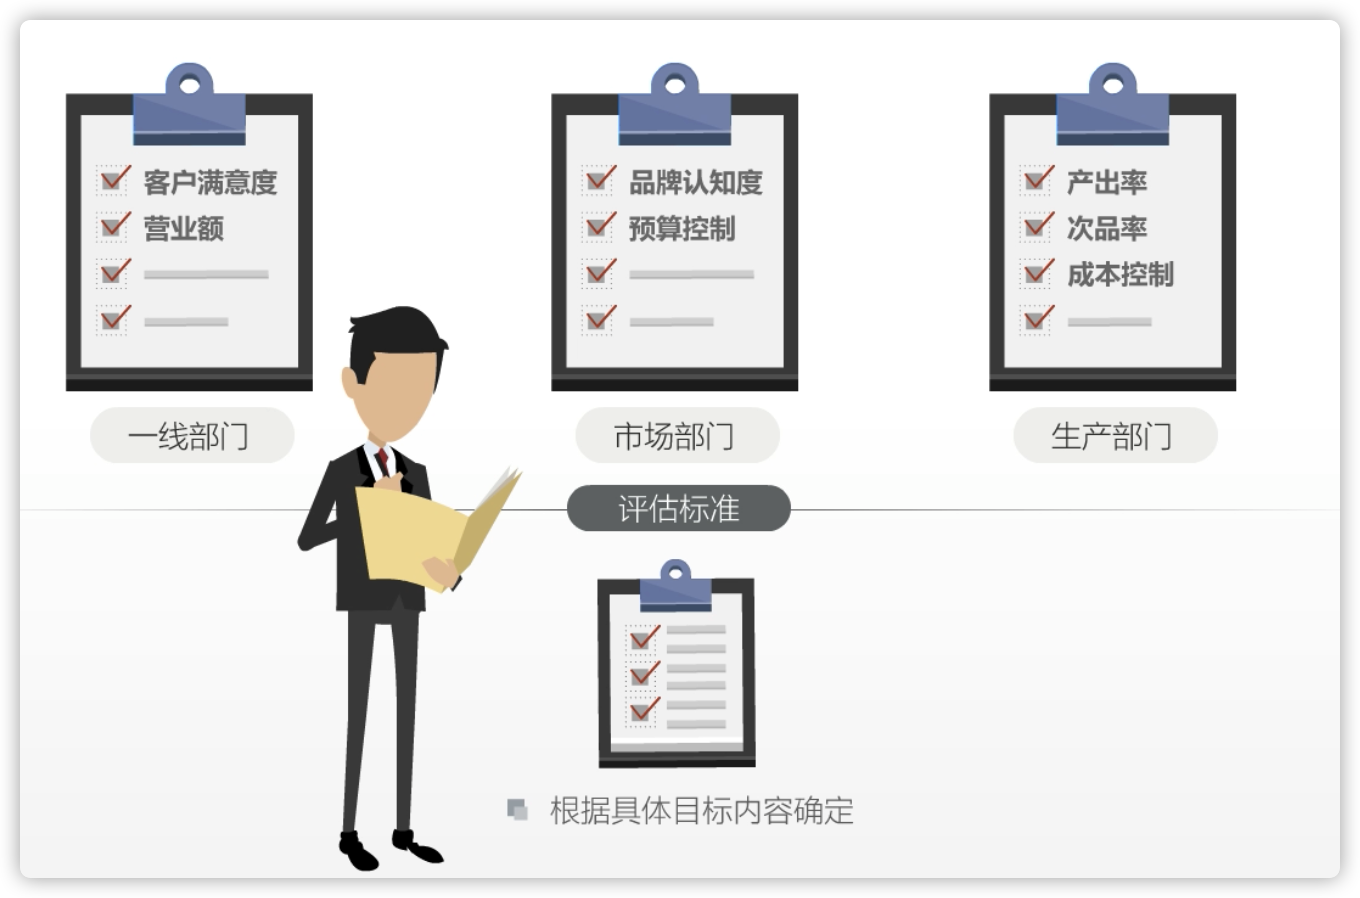 客户满意度
营业额
一线部门
品牌认知度
预算控制
市场部门
产出率
次品率
成本控制
生产部门
评估标准
根据具体目标内容确定